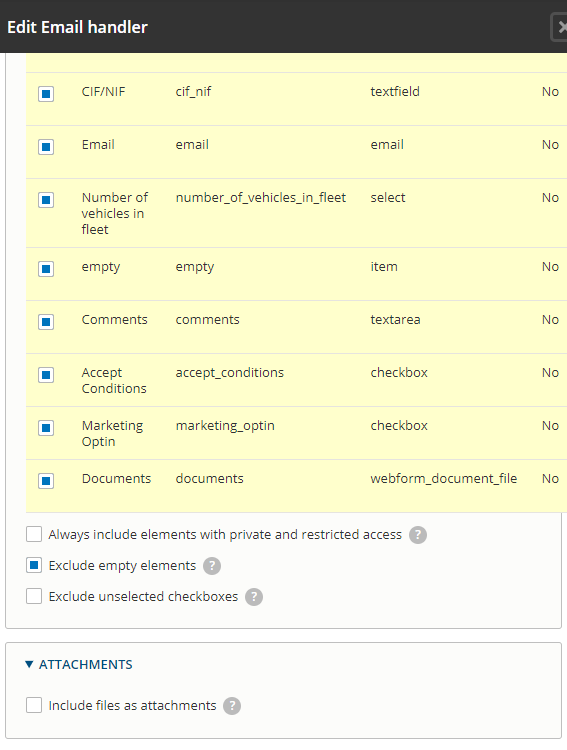 Edit Email handler
CIF/NIF cif_nif textfield No
Email email email No
Number of number_of_vehicles_in_fleet select No
vehicles in
fleet
empty empty item No
Comments comments textarea No
Accept accept_conditions checkbox No
Conditions
Marketing marketing_optin checkbox No
Optin
Documents documents webform_document_file No
Always include elements with private and restricted access ?
Exclude empty elements ?
Exclude unselected checkboxes ?
▼ ATTACHMENTS
Include files as attachments ?